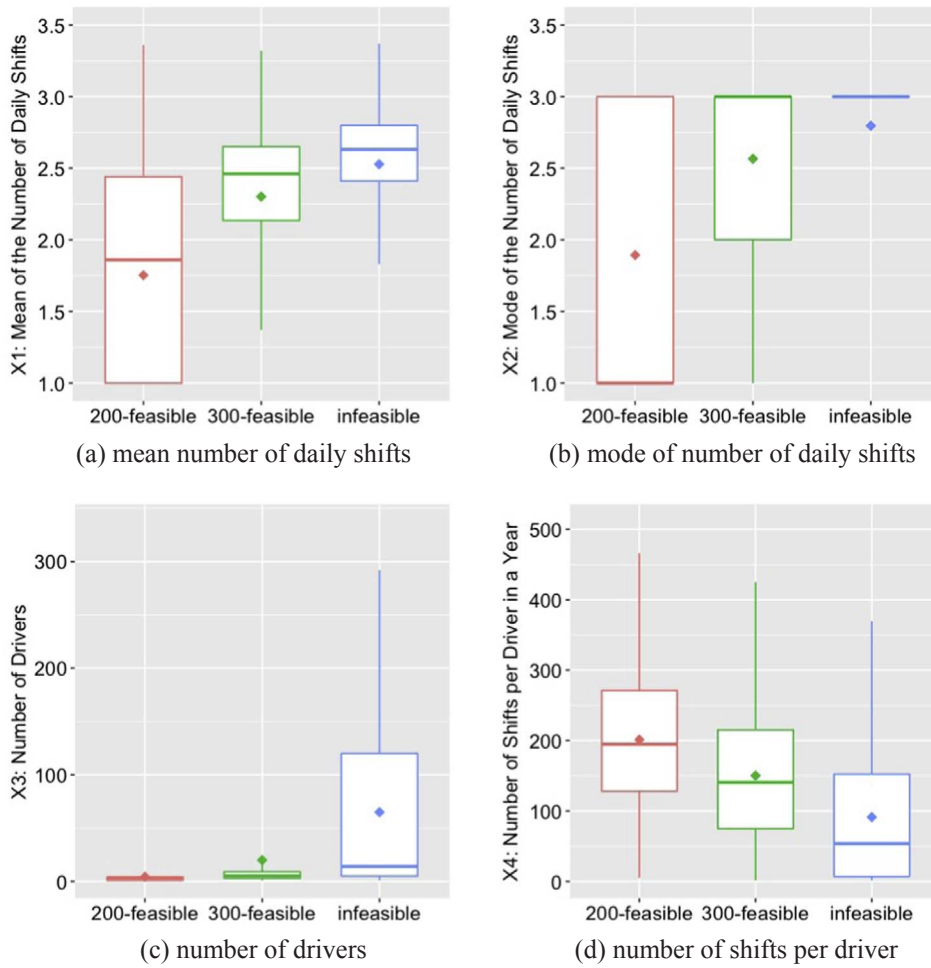 X1: Mean of the Number of Daily Shifts
3.5
3.0
2.5
2.0
1.5
1.0
200-feasible 300-feasible infeasible
(a) mean number of daily shifts
X2: Mode of the Number of Daily Shifts
3.5
3.0
2.5
2.0
1.5
1.0
200-feasible 300-feasible infeasible
(b) mode of number of daily shifts
X3: Number of Drivers
300
200
100
0
200-feasible 300-feasible infeasible
(c) number of drivers
X4: Number of Shifts per Driver in a Year
500
400
300
200
100
0
200-feasible 300-feasible infeasible
(d) number of shifts per driver